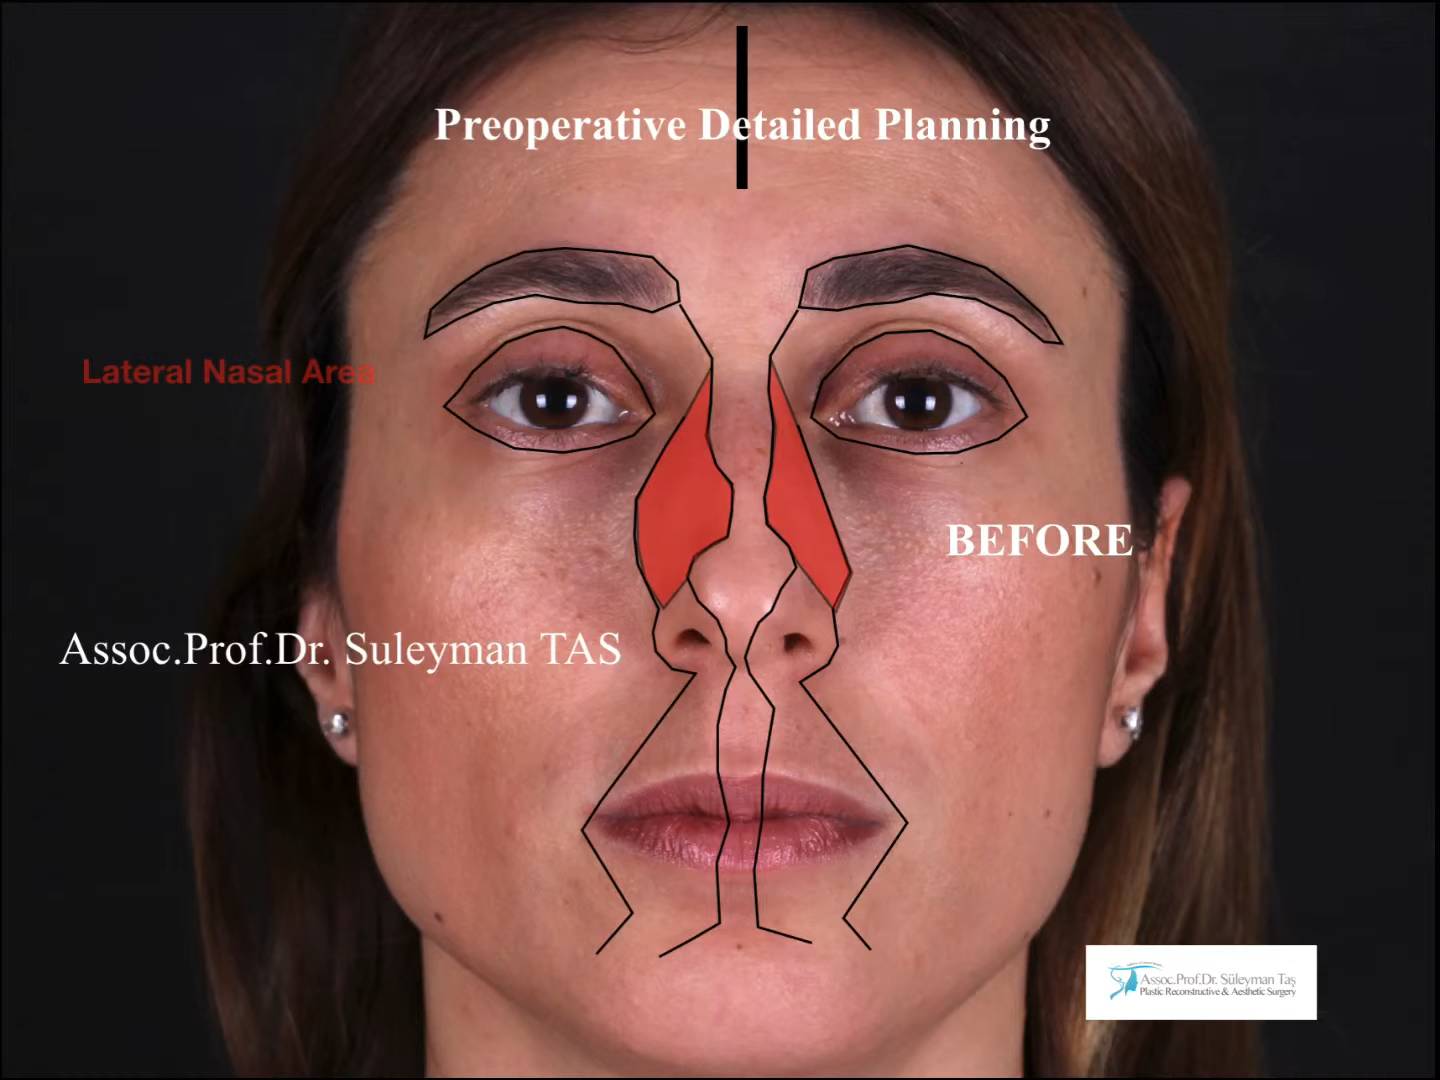 Preoperative Detailed Planning
Lateral Nasal Area
BEFORE
Assoc.Prof.Dr. Suleyman TAS
Assoc.Prof.Dr. Süleyman Taş
Plastic Reconstructive & Aesthetic Surgery